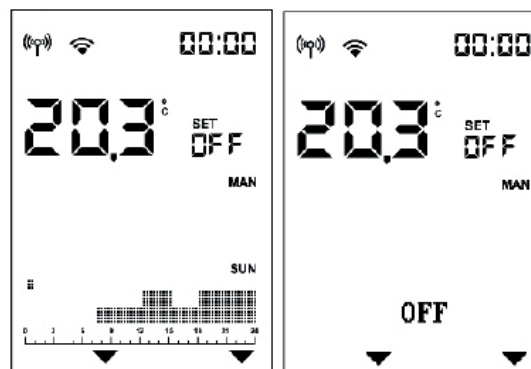 00:00
20,3 °C
SET
OFF
MAN
SUN
0 3 6 9 12 15 18 21 24
00:00
20,3 °C
SET
OFF
MAN
OFF